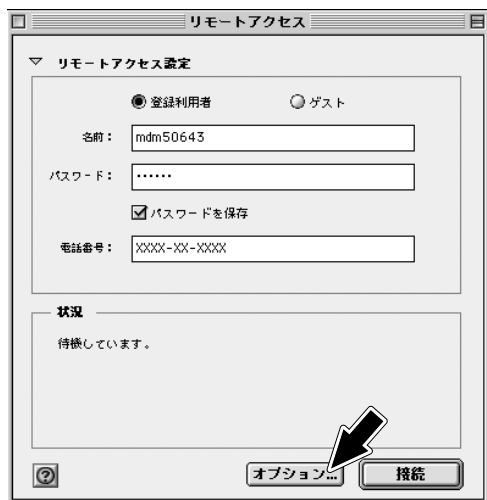 リモートアクセス
リモートアクセス設定
登録利用者 ゲスト
名前： mdm50643
パスワード： ••••••
パスワードを保存
電話番号： XXXX-XX-XXXX
状況
待機しています。
? オプション... 接続